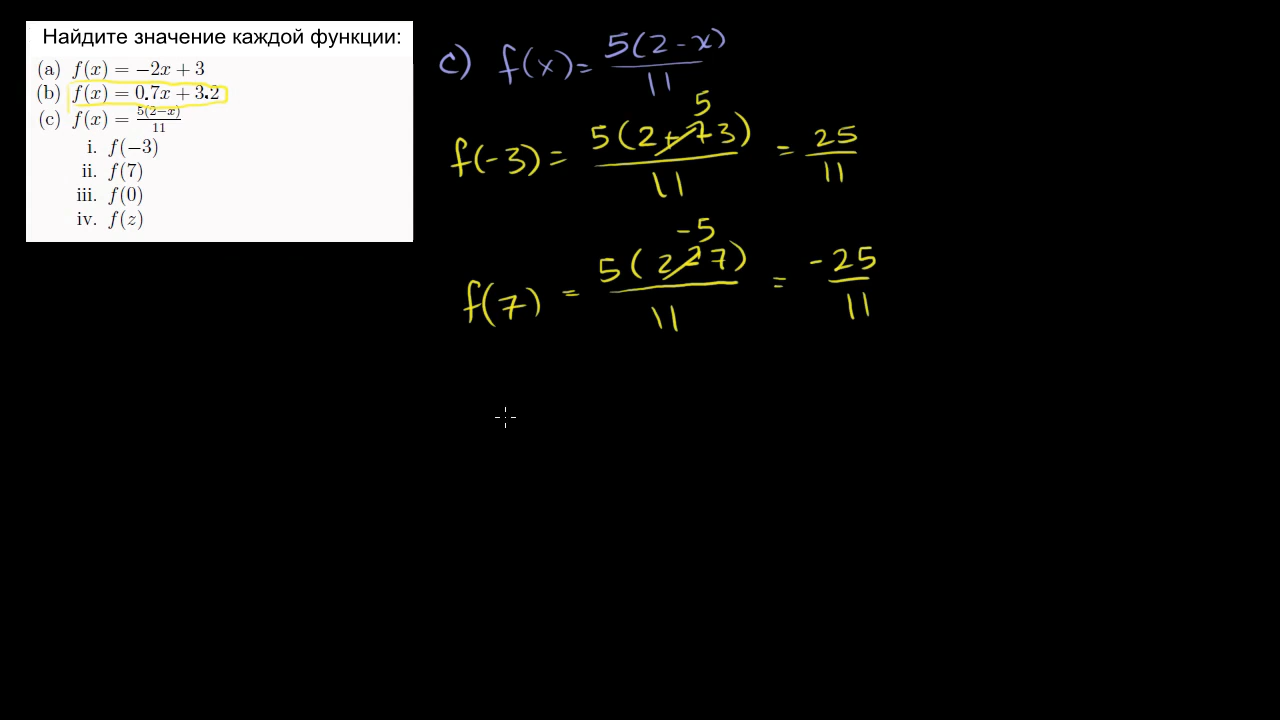 Найдите значение каждой функции:
(a) f(x) = −2x + 3
(b) f(x) = 0.7x + 3.2
(c) f(x) = 5(2−x)/11
i. f(−3)
ii. f(7)
iii. f(0)
iv. f(z)
c) f(x) = 5(2-x)/11
5
f(-3) = 5(2+3)/11 = 25/11
-5
f(7) = 5(2-7)/11 = -25/11